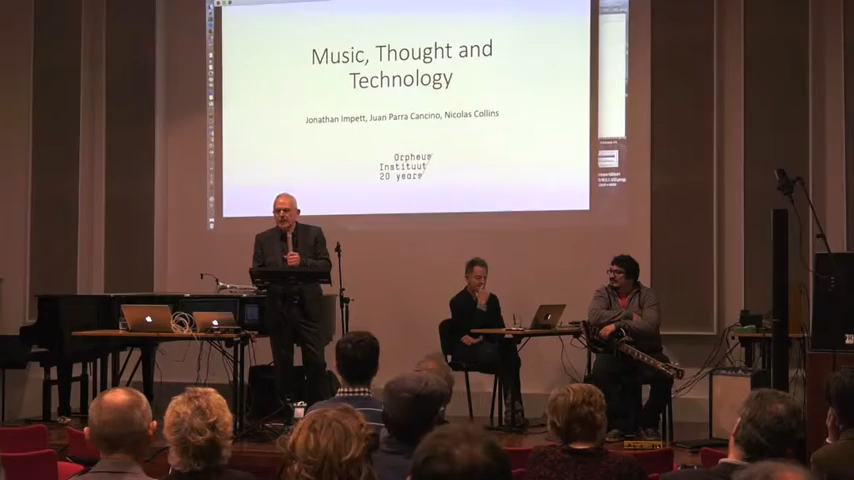 Music, Thought and
Technology
Jonathan Impett, Juan Parra Cancino, Nicolas Collins
Orpheus
Instituut
20 years